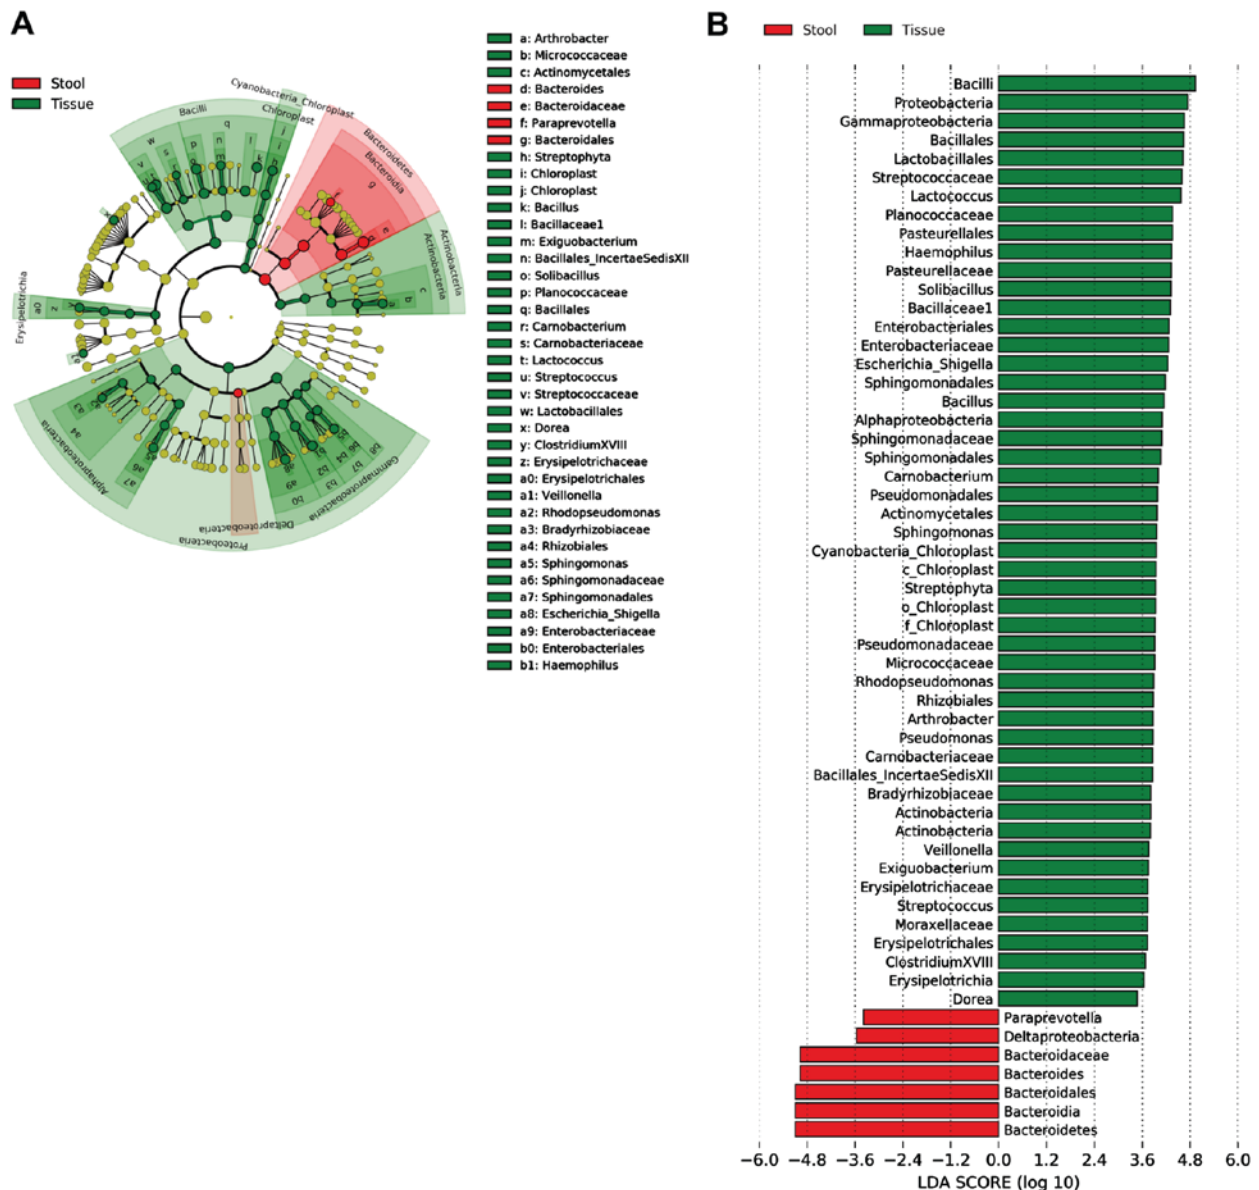 A
Stool
Tissue
Cyanobacteria_Chloroplast
Chloroplast
Bacilli
Bacteroidetes
Bacteroidia
Actinobacteria
Actinobacteria
Erysipelotrichia
Alphaproteobacteria
Proteobacteria
Deltaproteobacteria
Gammaproteobacteria
a: Arthrobacter
b: Micrococcaceae
c: Actinomycetales
d: Bacteroides
e: Bacteroidaceae
f: Paraprevotella
g: Bacteroidales
h: Streptophyta
i: Chloroplast
j: Chloroplast
k: Bacillus
l: Bacillaceae1
m: Exiguobacterium
n: Bacillales_IncertaeSedisXII
o: Solibacillus
p: Planococcaceae
q: Bacillales
r: Carnobacterium
s: Carnobacteriaceae
t: Lactococcus
u: Streptococcus
v: Streptococcaceae
w: Lactobacillales
x: Dorea
y: ClostridiumXVIII
z: Erysipelotrichaceae
a0: Erysipelotrichales
a1: Veillonella
a2: Rhodopseudomonas
a3: Bradyrhizobiaceae
a4: Rhizobiales
a5: Sphingomonas
a6: Sphingomonadaceae
a7: Sphingomonadales
a8: Escherichia_Shigella
a9: Enterobacteriaceae
b0: Enterobacteriales
b1: Haemophilus
B
Stool Tissue
Bacilli
Proteobacteria
Gammaproteobacteria
Bacillales
Lactobacillales
Streptococcaceae
Lactococcus
Planococcaceae
Pasteurellales
Haemophilus
Pasteurellaceae
Solibacillus
Bacillaceae1
Enterobacteriales
Enterobacteriaceae
Escherichia_Shigella
Sphingomonadales
Bacillus
Alphaproteobacteria
Sphingomonadaceae
Sphingomonadales
Carnobacterium
Pseudomonadales
Actinomycetales
Sphingomonas
Cyanobacteria_Chloroplast
c_Chloroplast
Streptophyta
o_Chloroplast
f_Chloroplast
Pseudomonadaceae
Micrococcaceae
Rhodopseudomonas
Rhizobiales
Arthrobacter
Pseudomonas
Carnobacteriaceae
Bacillales_IncertaeSedisXII
Bradyrhizobiaceae
Actinobacteria
Actinobacteria
Veillonella
Exiguobacterium
Erysipelotrichaceae
Streptococcus
Moraxellaceae
Erysipelotrichales
ClostridiumXVIII
Erysipelotrichia
Dorea
Paraprevotella
Deltaproteobacteria
Bacteroidaceae
Bacteroides
Bacteroidales
Bacteroidia
Bacteroidetes
−6.0 −4.8 −3.6 −2.4 −1.2 0.0 1.2 2.4 3.6 4.8 6.0
LDA SCORE (log 10)